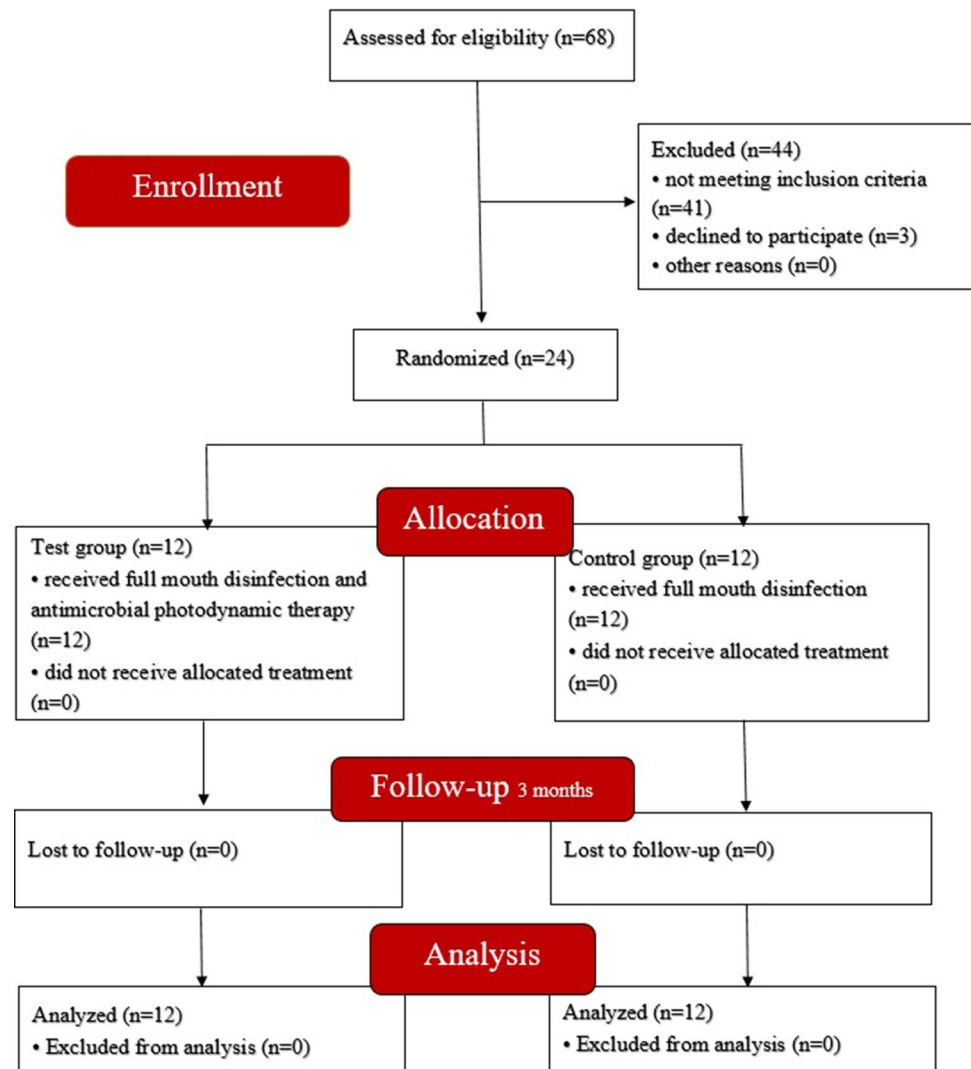 Assessed for eligibility (n=68)
Enrollment
Excluded (n=44)
• not meeting inclusion criteria
(n=41)
• declined to participate (n=3)
• other reasons (n=0)
Randomized (n=24)
Allocation
Test group (n=12)
• received full mouth disinfection and
antimicrobial photodynamic therapy
(n=12)
• did not receive allocated treatment
(n=0)
Control group (n=12)
• received full mouth disinfection
(n=12)
• did not receive allocated treatment
(n=0)
Follow-up 3 months
Lost to follow-up (n=0)
Lost to follow-up (n=0)
Analysis
Analyzed (n=12)
• Excluded from analysis (n=0)
Analyzed (n=12)
• Excluded from analysis (n=0)